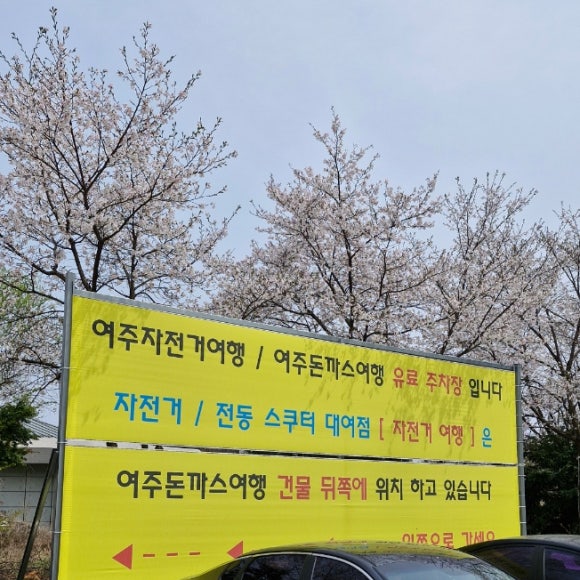 여주자전거여행 / 여주돈까스여행 유료 주차장 입니다
자전거 / 전동 스쿠터 대여점 [ 자전거 여행 ] 은
여주돈까스여행 건물 뒤쪽에 위치 하고 있습니다